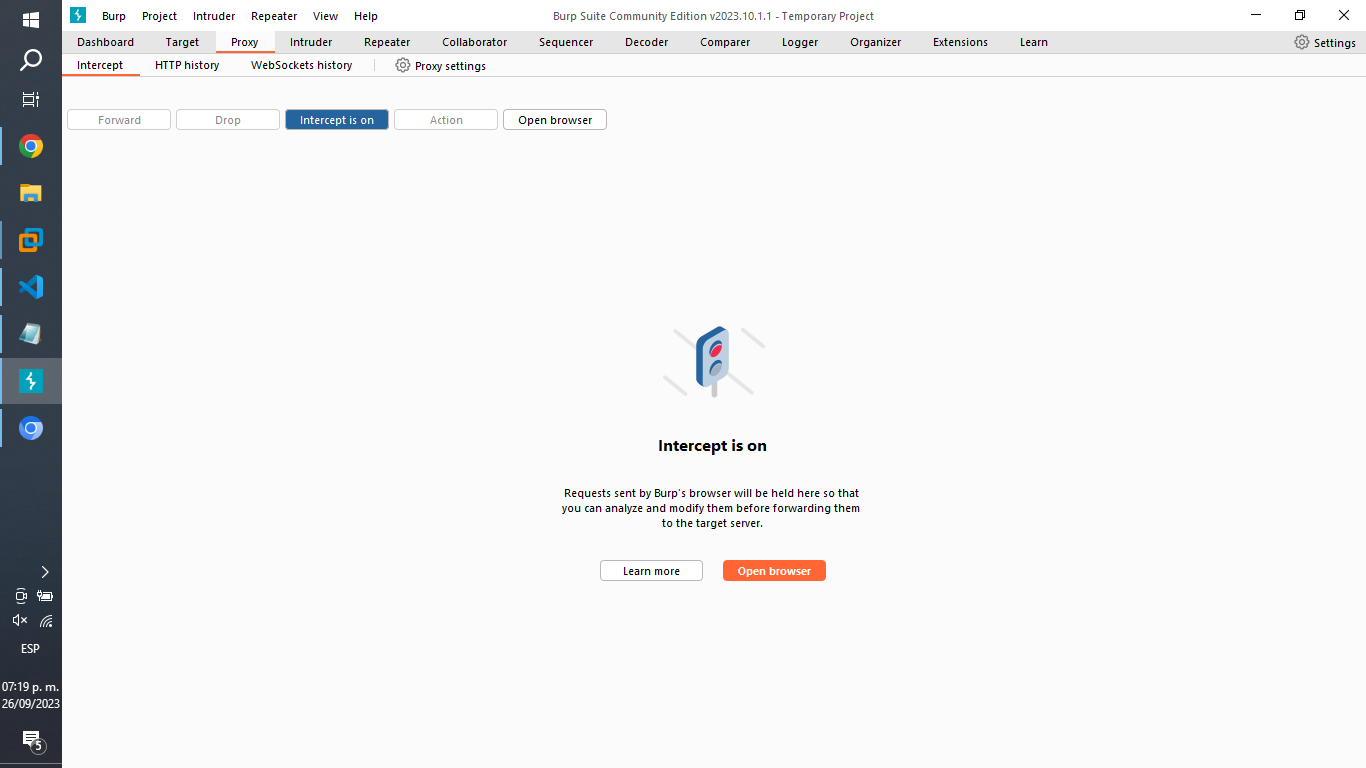 Burp Project Intruder Repeater View Help Burp Suite Community Edition v2023.10.1.1 - Temporary Project
Dashboard Target Proxy Intruder Repeater Collaborator Sequencer Decoder Comparer Logger Organizer Extensions Learn Settings
Intercept HTTP history WebSockets history Proxy settings
Forward Drop Intercept is on Action Open browser
Intercept is on
Requests sent by Burp's browser will be held here so that
you can analyze and modify them before forwarding them
to the target server.
Learn more Open browser
ESP
07:19 p. m.
26/09/2023
5